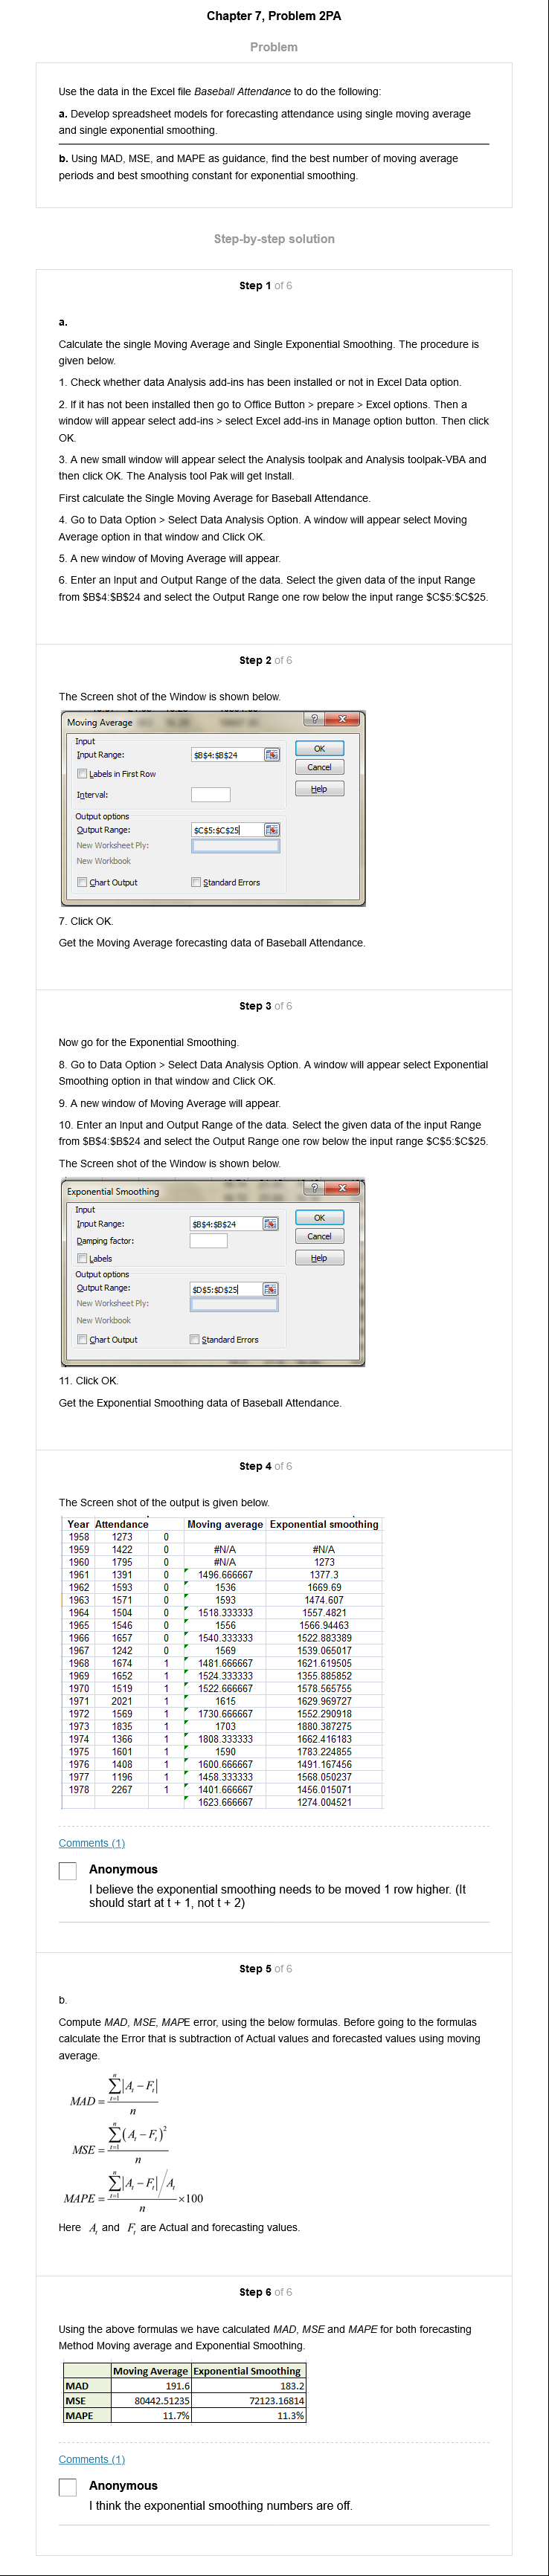 Chapter 7, Problem 2PA
Problem
Use the data in the Excel file Baseball Attendance to do the following:
a. Develop spreadsheet models for forecasting attendance using single moving average
and single exponential smoothing.
b. Using MAD, MSE, and MAPE as guidance, find the best number of moving average
periods and best smoothing constant for exponential smoothing.
Step-by-step solution
Step 1 of 6
a.
Calculate the single Moving Average and Single Exponential Smoothing. The procedure is
given below.
1. Check whether data Analysis add-ins has been installed or not in Excel Data option.
2. If it has not been installed then go to Office Button > prepare > Excel options. Then a
window will appear select add-ins > select Excel add-ins in Manage option button. Then click
OK.
3. A new small window will appear select the Analysis toolpak and Analysis toolpak-VBA and
then click OK. The Analysis tool Pak will get Install.
First calculate the Single Moving Average for Baseball Attendance.
4. Go to Data Option > Select Data Analysis Option. A window will appear select Moving
Average option in that window and Click OK.
5. A new window of Moving Average will appear.
6. Enter an Input and Output Range of the data. Select the given data of the input Range
from $B$4:$B$24 and select the Output Range one row below the input range $C$5:$C$25.
Step 2 of 6
The Screen shot of the Window is shown below.
Moving Average ? X
Input
Input Range: $B$4:$B$24 OK
Labels in First Row Cancel
Interval: Help
Output options
Output Range: $C$5:$C$25
New Worksheet Ply:
New Workbook
Chart Output Standard Errors
7. Click OK.
Get the Moving Average forecasting data of Baseball Attendance.
Step 3 of 6
Now go for the Exponential Smoothing.
8. Go to Data Option > Select Data Analysis Option. A window will appear select Exponential
Smoothing option in that window and Click OK.
9. A new window of Moving Average will appear.
10. Enter an Input and Output Range of the data. Select the given data of the input Range
from $B$4:$B$24 and select the Output Range one row below the input range $C$5:$C$25.
The Screen shot of the Window is shown below.
Exponential Smoothing ? X
Input
Input Range: $B$4:$B$24 OK
Damping factor: Cancel
Labels Help
Output options
Output Range: $D$5:$D$25
New Worksheet Ply:
New Workbook
Chart Output Standard Errors
11. Click OK.
Get the Exponential Smoothing data of Baseball Attendance.
Step 4 of 6
The Screen shot of the output is given below.
Year Attendance Moving average Exponential smoothing
1958 1273 0
1959 1422 0 #N/A #N/A
1960 1795 0 #N/A 1273
1961 1391 0 1496.666667 1377.3
1962 1593 0 1536 1669.69
1963 1571 0 1593 1474.607
1964 1504 0 1518.333333 1557.4821
1965 1546 0 1556 1566.94463
1966 1657 0 1540.333333 1522.883389
1967 1242 0 1569 1539.065017
1968 1674 1 1481.666667 1621.619505
1969 1652 1 1524.333333 1355.885852
1970 1519 1 1522.666667 1578.565755
1971 2021 1 1615 1629.969727
1972 1569 1 1730.666667 1552.290918
1973 1835 1 1703 1880.387275
1974 1366 1 1808.333333 1662.416183
1975 1601 1 1590 1783.224855
1976 1408 1 1600.666667 1491.167456
1977 1196 1 1458.333333 1568.050237
1978 2267 1 1401.666667 1456.015071
1623.666667 1274.004521
Comments (1)
Anonymous
I believe the exponential smoothing needs to be moved 1 row higher. (It
should start at t + 1, not t + 2)
Step 5 of 6
b.
Compute MAD, MSE, MAPE error, using the below formulas. Before going to the formulas
calculate the Error that is subtraction of Actual values and forecasted values using moving
average.
MAD = \frac{\sum_{t=1}^{n} |A_t - F_t|}{n}
MSE = \frac{\sum_{t=1}^{n} (A_t - F_t)^2}{n}
MAPE = \frac{\sum_{t=1}^{n} |A_t - F_t| / A_t}{n} × 100
Here A_t and F_t are Actual and forecasting values.
Step 6 of 6
Using the above formulas we have calculated MAD, MSE and MAPE for both forecasting
Method Moving average and Exponential Smoothing.
Moving Average Exponential Smoothing
MAD 191.6 183.2
MSE 80442.51235 72123.16814
MAPE 11.7% 11.3%
Comments (1)
Anonymous
I think the exponential smoothing numbers are off.